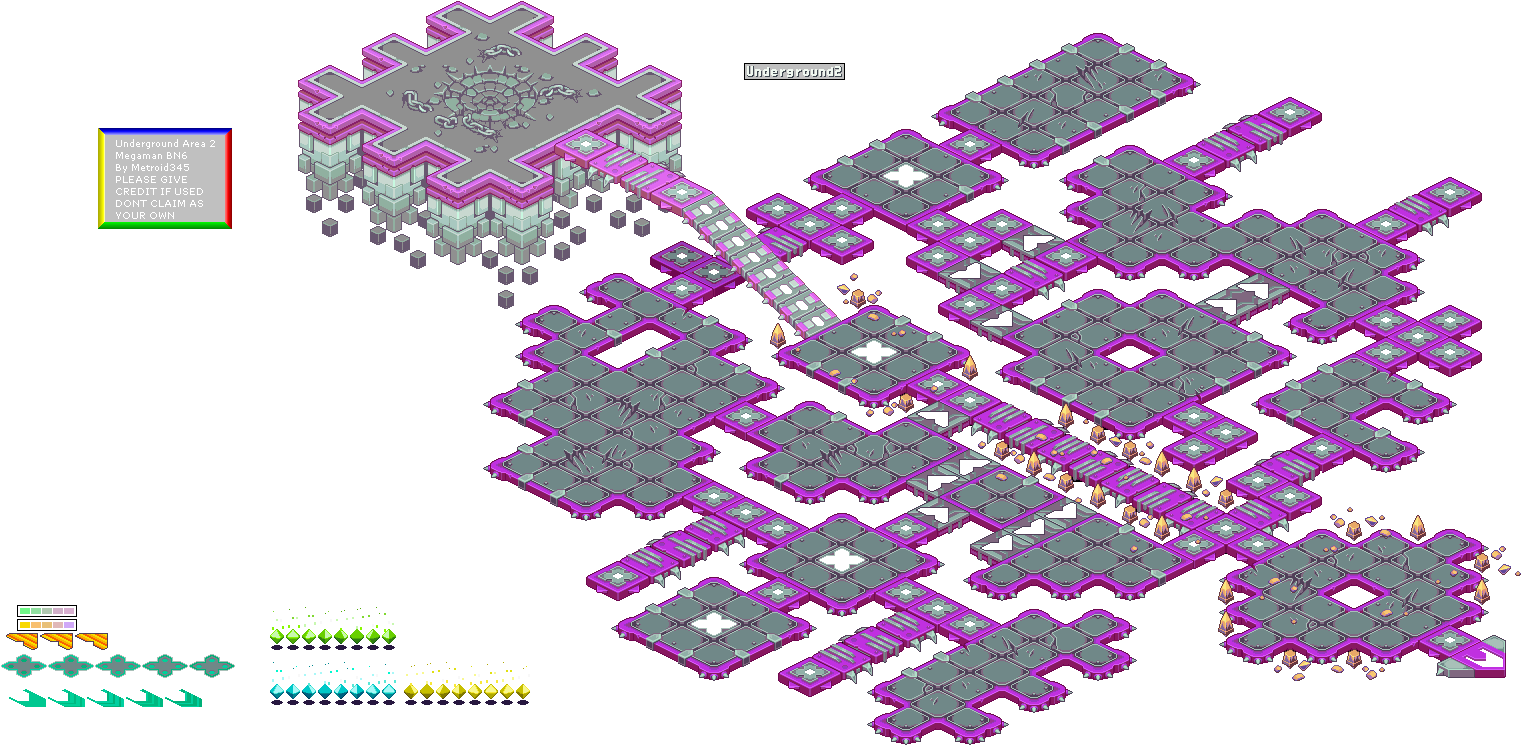 Underground2
Underground Area 2
Megaman BN6
By Metroid345
PLEASE GIVE
CREDIT IF USED
DONT CLAIM AS
YOUR OWN